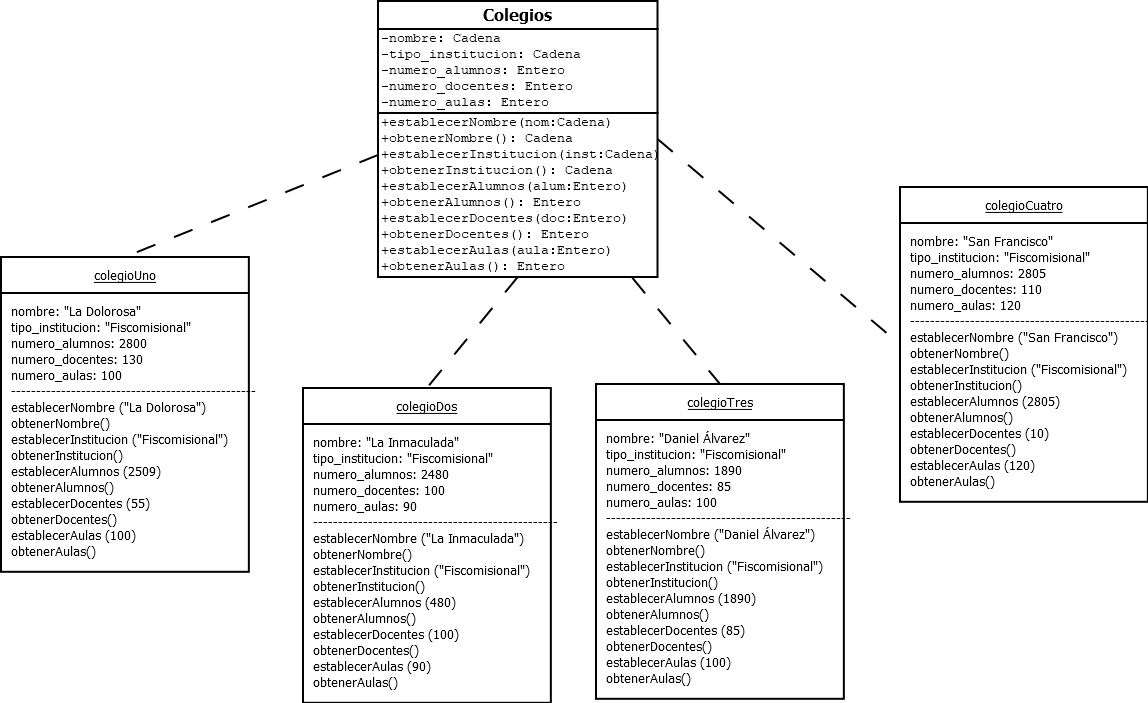 Colegios
-nombre: Cadena
-tipo_institucion: Cadena
-numero_alumnos: Entero
-numero_docentes: Entero
-numero_aulas: Entero
+establecerNombre(nom:Cadena)
+obtenerNombre(): Cadena
+establecerInstitucion(inst:Cadena)
+obtenerInstitucion(): Cadena
+establecerAlumnos(alum:Entero)
+obtenerAlumnos(): Entero
+establecerDocentes(doc:Entero)
+obtenerDocentes(): Entero
+establecerAulas(aula:Entero)
+obtenerAulas(): Entero
colegioUno
nombre: "La Dolorosa"
tipo_institucion: "Fiscomisional"
numero_alumnos: 2800
numero_docentes: 130
numero_aulas: 100
establecerNombre ("La Dolorosa")
obtenerNombre()
establecerInstitucion ("Fiscomisional")
obtenerInstitucion()
establecerAlumnos (2509)
obtenerAlumnos()
establecerDocentes (55)
obtenerDocentes()
establecerAulas (100)
obtenerAulas()
colegioDos
nombre: "La Inmaculada"
tipo_institucion: "Fiscomisional"
numero_alumnos: 2480
numero_docentes: 100
numero_aulas: 90
establecerNombre ("La Inmaculada")
obtenerNombre()
establecerInstitucion ("Fiscomisional")
obtenerInstitucion()
establecerAlumnos (480)
obtenerAlumnos()
establecerDocentes (100)
obtenerDocentes()
establecerAulas (90)
obtenerAulas()
colegioTres
nombre: "Daniel Álvarez"
tipo_institucion: "Fiscomisional"
numero_alumnos: 1890
numero_docentes: 85
numero_aulas: 100
establecerNombre ("Daniel Álvarez")
obtenerNombre()
establecerInstitucion ("Fiscomisional")
obtenerInstitucion()
establecerAlumnos (1890)
obtenerAlumnos()
establecerDocentes (85)
obtenerDocentes()
establecerAulas (100)
obtenerAulas()
colegioCuatro
nombre: "San Francisco"
tipo_institucion: "Fiscomisional"
numero_alumnos: 2805
numero_docentes: 110
numero_aulas: 120
establecerNombre ("San Francisco")
obtenerNombre()
establecerInstitucion ("Fiscomisional")
obtenerInstitucion()
establecerAlumnos (2805)
obtenerAlumnos()
establecerDocentes (10)
obtenerDocentes()
establecerAulas (120)
obtenerAulas()